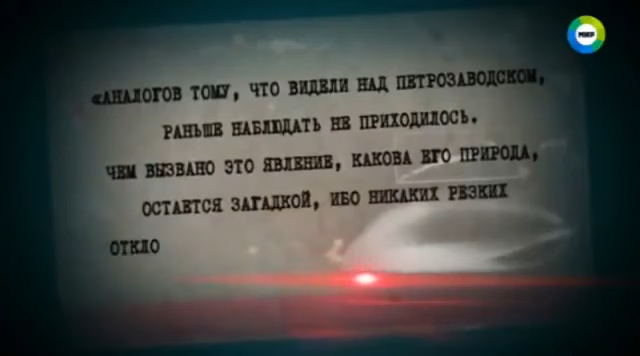 МИР
«АНАЛОГОВ ТОМУ, ЧТО ВИДЕЛИ НАД ПЕТРОЗАВОДСКОМ,
РАНЬШЕ НАБЛЮДАТЬ НЕ ПРИХОДИЛОСЬ.
ЧЕМ ВЫЗВАНО ЭТО ЯВЛЕНИЕ, КАКОВА ЕГО ПРИРОДА,
ОСТАЕТСЯ ЗАГАДКОЙ, ИБО НИКАКИХ РЕЗКИХ
ОТКЛО